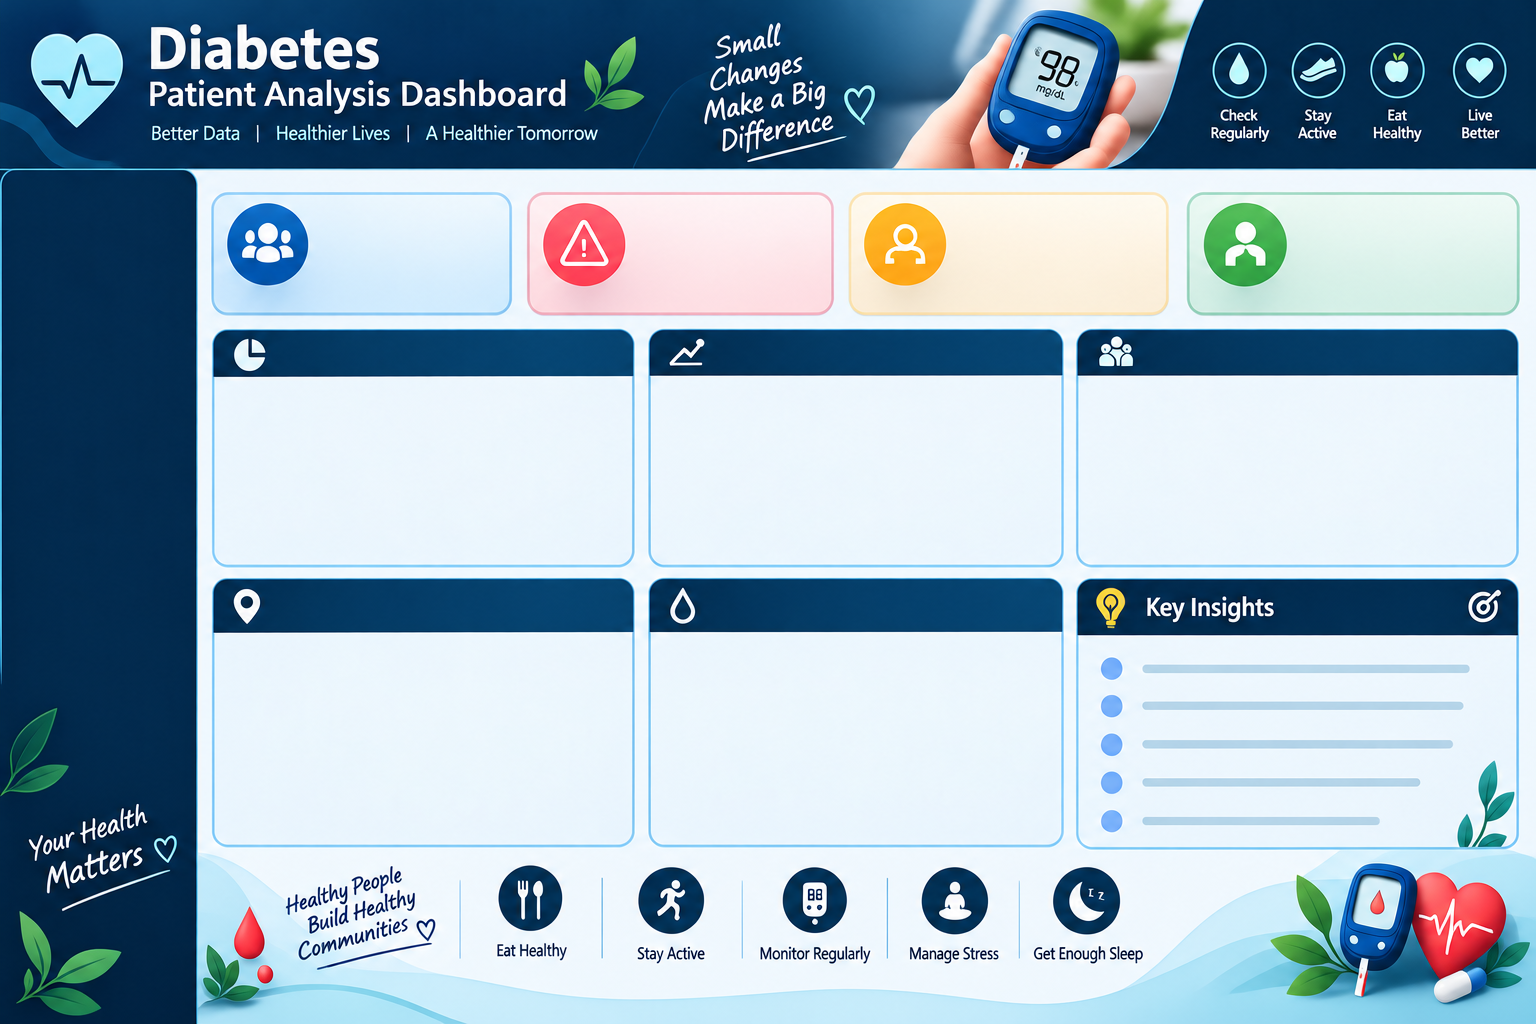 Diabetes
Patient Analysis Dashboard
Better Data | Healthier Lives | A Healthier Tomorrow
Small
Changes
Make a Big
Difference
98
mg/dL
Check
Regularly
Stay
Active
Eat
Healthy
Live
Better
Key Insights
Your Health
Matters
Healthy People
Build Healthy
Communities
Eat Healthy
Stay Active
88
Monitor Regularly
Manage Stress
z z
Get Enough Sleep